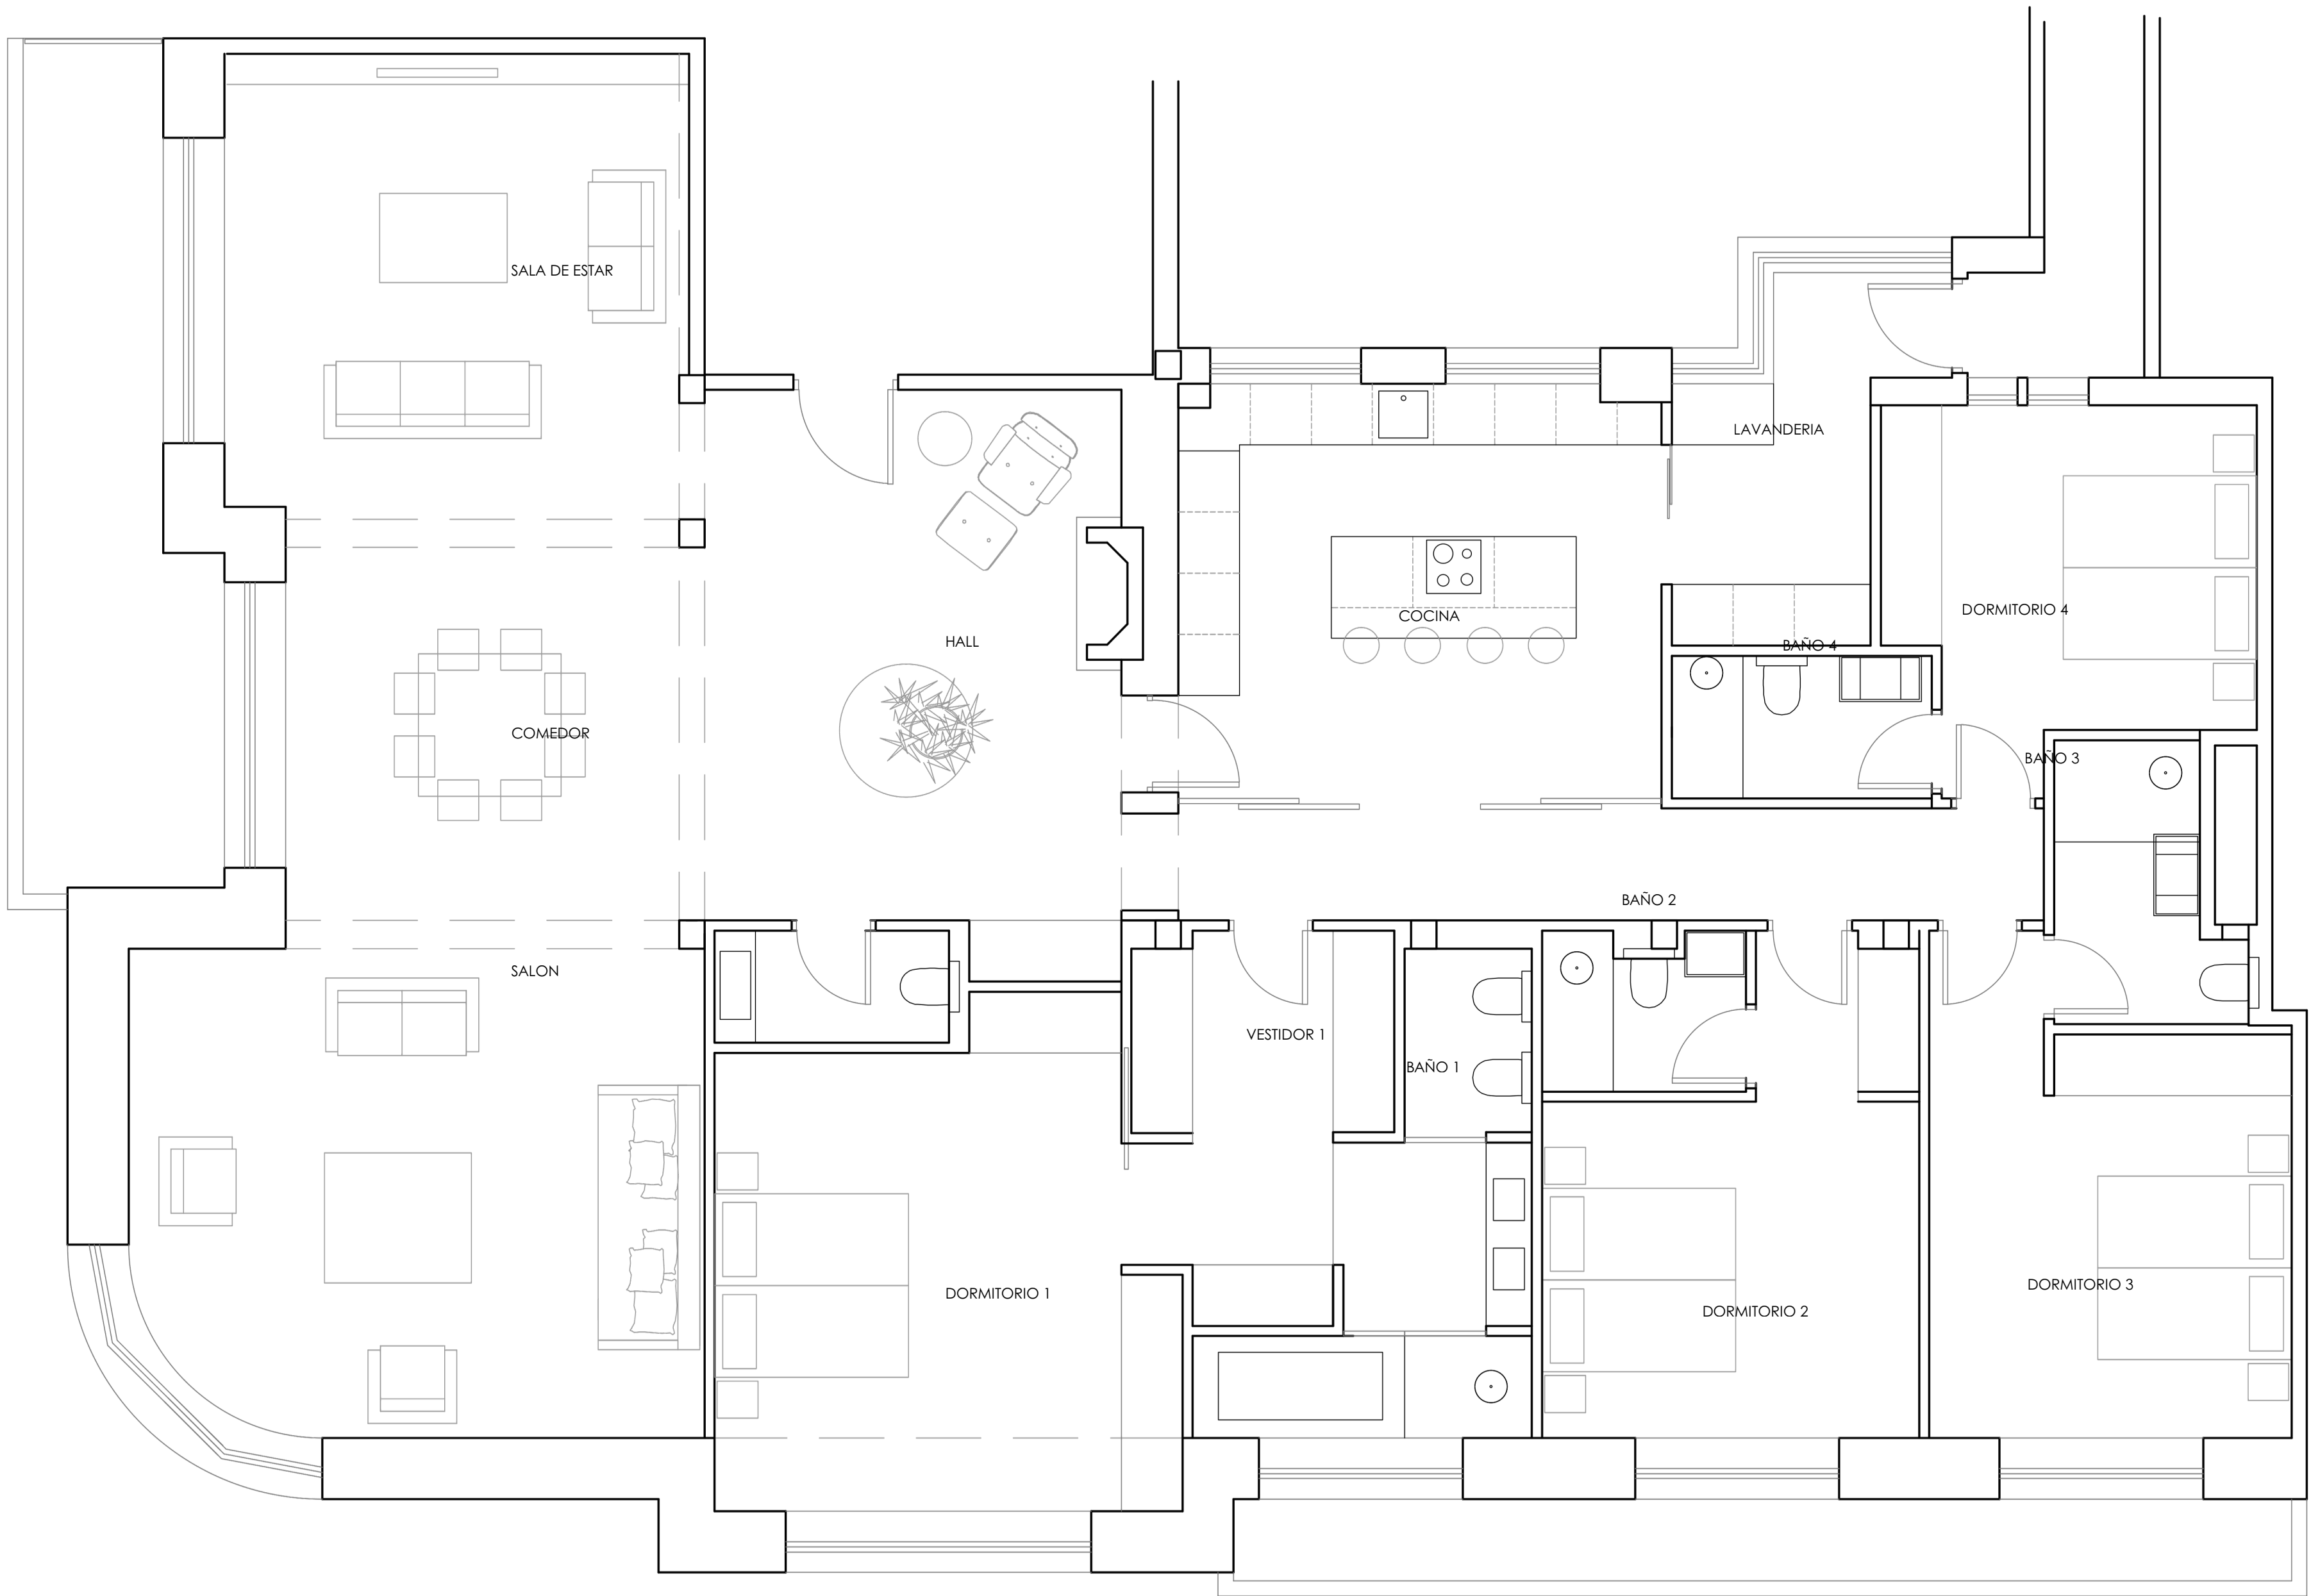 SALA DE ESTAR
LAVANDERIA
DORMITORIO 4
COCINA
HALL
BAÑO 4
COMEDOR
BAÑO 3
BAÑO 2
SALON
VESTIDOR 1
BAÑO 1
DORMITORIO 3
DORMITORIO 1
DORMITORIO 2